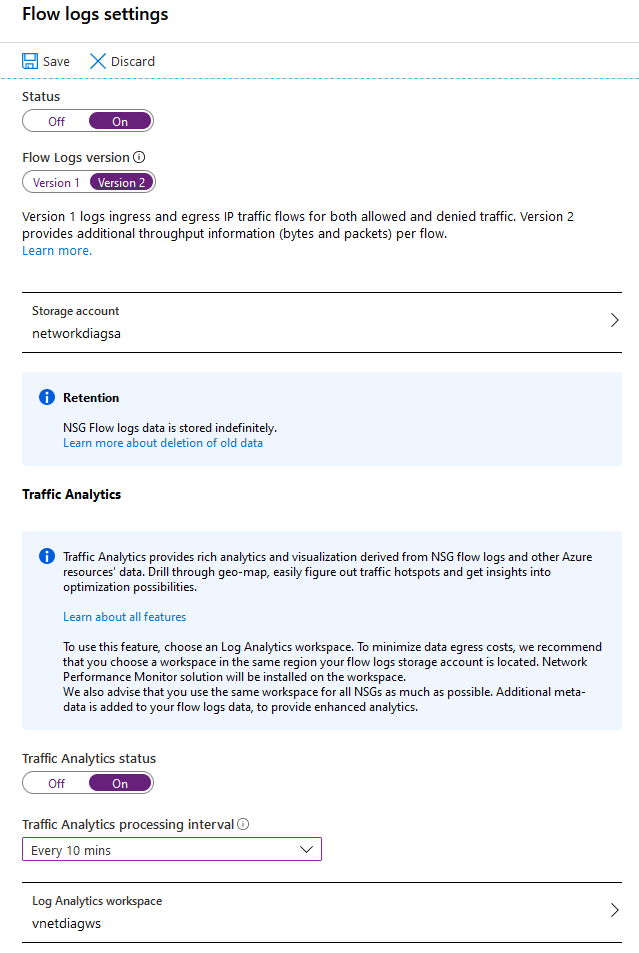 Flow logs settings
Save Discard
Status
Off On
Flow Logs version
Version 1 Version 2
Version 1 logs ingress and egress IP traffic flows for both allowed and denied traffic. Version 2
provides additional throughput information (bytes and packets) per flow.
Learn more.
Storage account
networkdiagsa
Retention
NSG Flow logs data is stored indefinitely.
Learn more about deletion of old data
Traffic Analytics
Traffic Analytics provides rich analytics and visualization derived from NSG flow logs and other Azure
resources' data. Drill through geo-map, easily figure out traffic hotspots and get insights into
optimization possibilities.
Learn about all features
To use this feature, choose an Log Analytics workspace. To minimize data egress costs, we recommend
that you choose a workspace in the same region your flow logs storage account is located. Network
Performance Monitor solution will be installed on the workspace.
We also advise that you use the same workspace for all NSGs as much as possible. Additional meta-
data is added to your flow logs data, to provide enhanced analytics.
Traffic Analytics status
Off On
Traffic Analytics processing interval
Every 10 mins
Log Analytics workspace
vnetdiagws